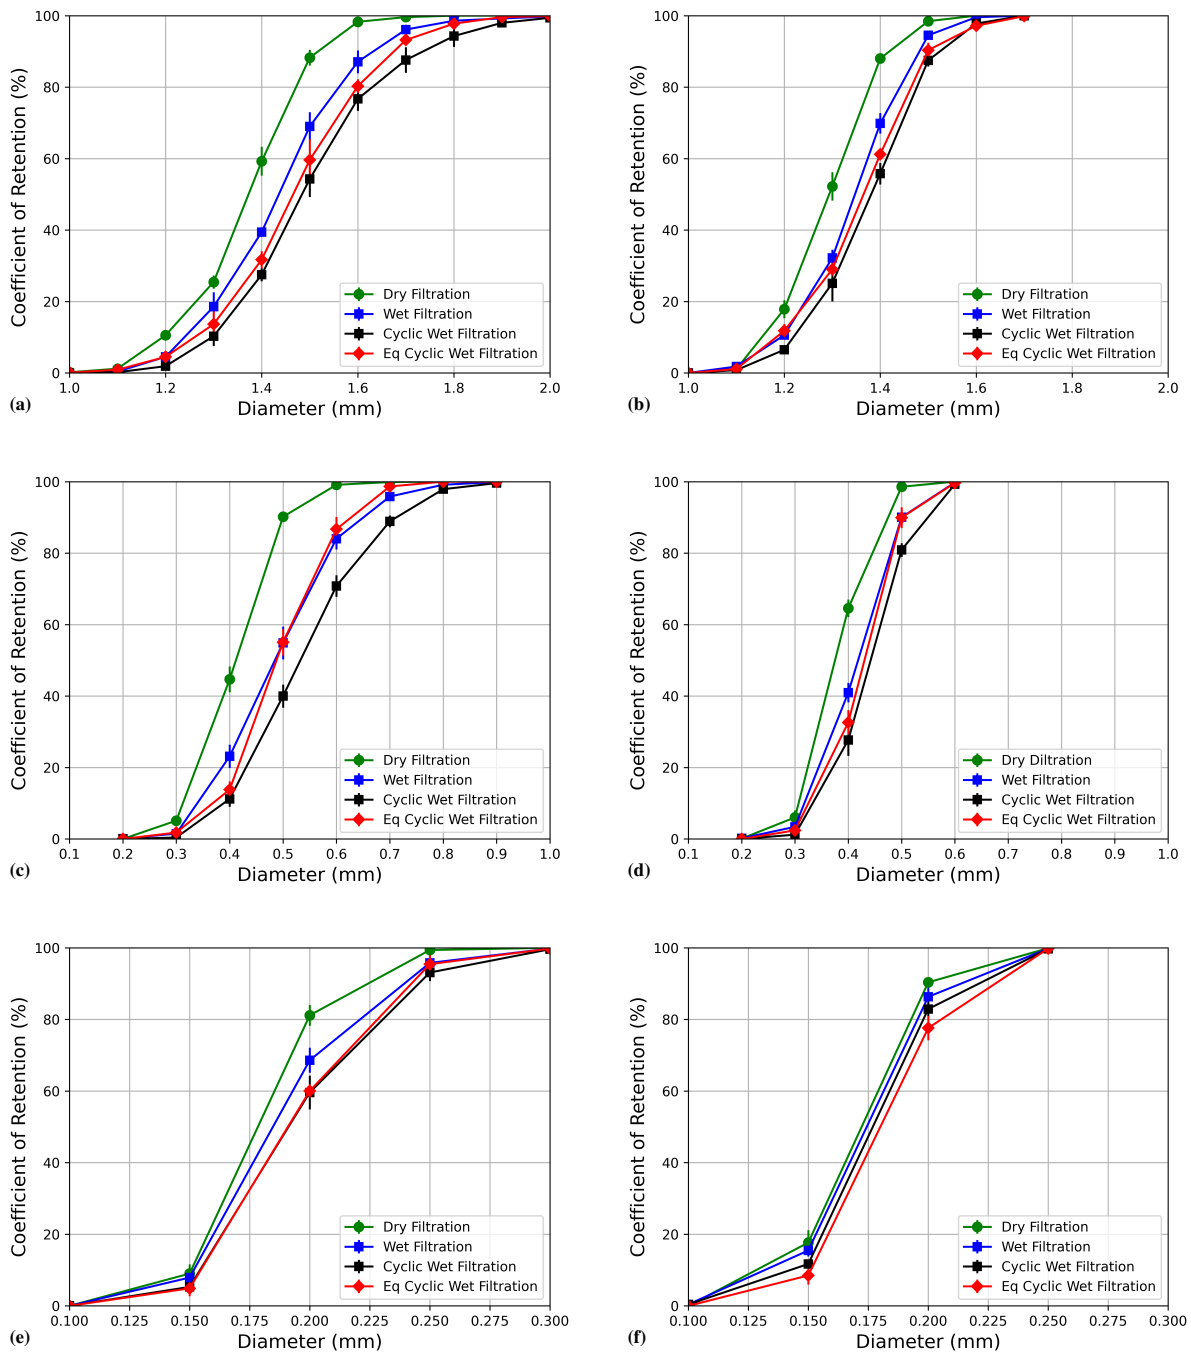 100
80
60
40
20
0
Coefficient of Retention (%)
Dry Filtration
Wet Filtration
Cyclic Wet Filtration
Eq Cyclic Wet Filtration
1.0 1.2 1.4 1.6 1.8 2.0
(a) Diameter (mm)
100
80
60
40
20
0
Coefficient of Retention (%)
Dry Filtration
Wet Filtration
Cyclic Wet Filtration
Eq Cyclic Wet Filtration
1.0 1.2 1.4 1.6 1.8 2.0
(b) Diameter (mm)
100
80
60
40
20
0
Coefficient of Retention (%)
Dry Filtration
Wet Filtration
Cyclic Wet Filtration
Eq Cyclic Wet Filtration
0.1 0.2 0.3 0.4 0.5 0.6 0.7 0.8 0.9 1.0
(c) Diameter (mm)
100
80
60
40
20
0
Coefficient of Retention (%)
Dry Diltration
Wet Filtration
Cyclic Wet Filtration
Eq Cyclic Wet Filtration
0.1 0.2 0.3 0.4 0.5 0.6 0.7 0.8 0.9 1.0
(d) Diameter (mm)
100
80
60
40
20
0
Coefficient of Retention (%)
Dry Filtration
Wet Filtration
Cyclic Wet Filtration
Eq Cyclic Wet Filtration
0.100 0.125 0.150 0.175 0.200 0.225 0.250 0.275 0.300
(e) Diameter (mm)
100
80
60
40
20
0
Coefficient of Retention (%)
Dry Filtration
Wet Filtration
Cyclic Wet Filtration
Eq Cyclic Wet Filtration
0.100 0.125 0.150 0.175 0.200 0.225 0.250 0.275 0.300
(f) Diameter (mm)